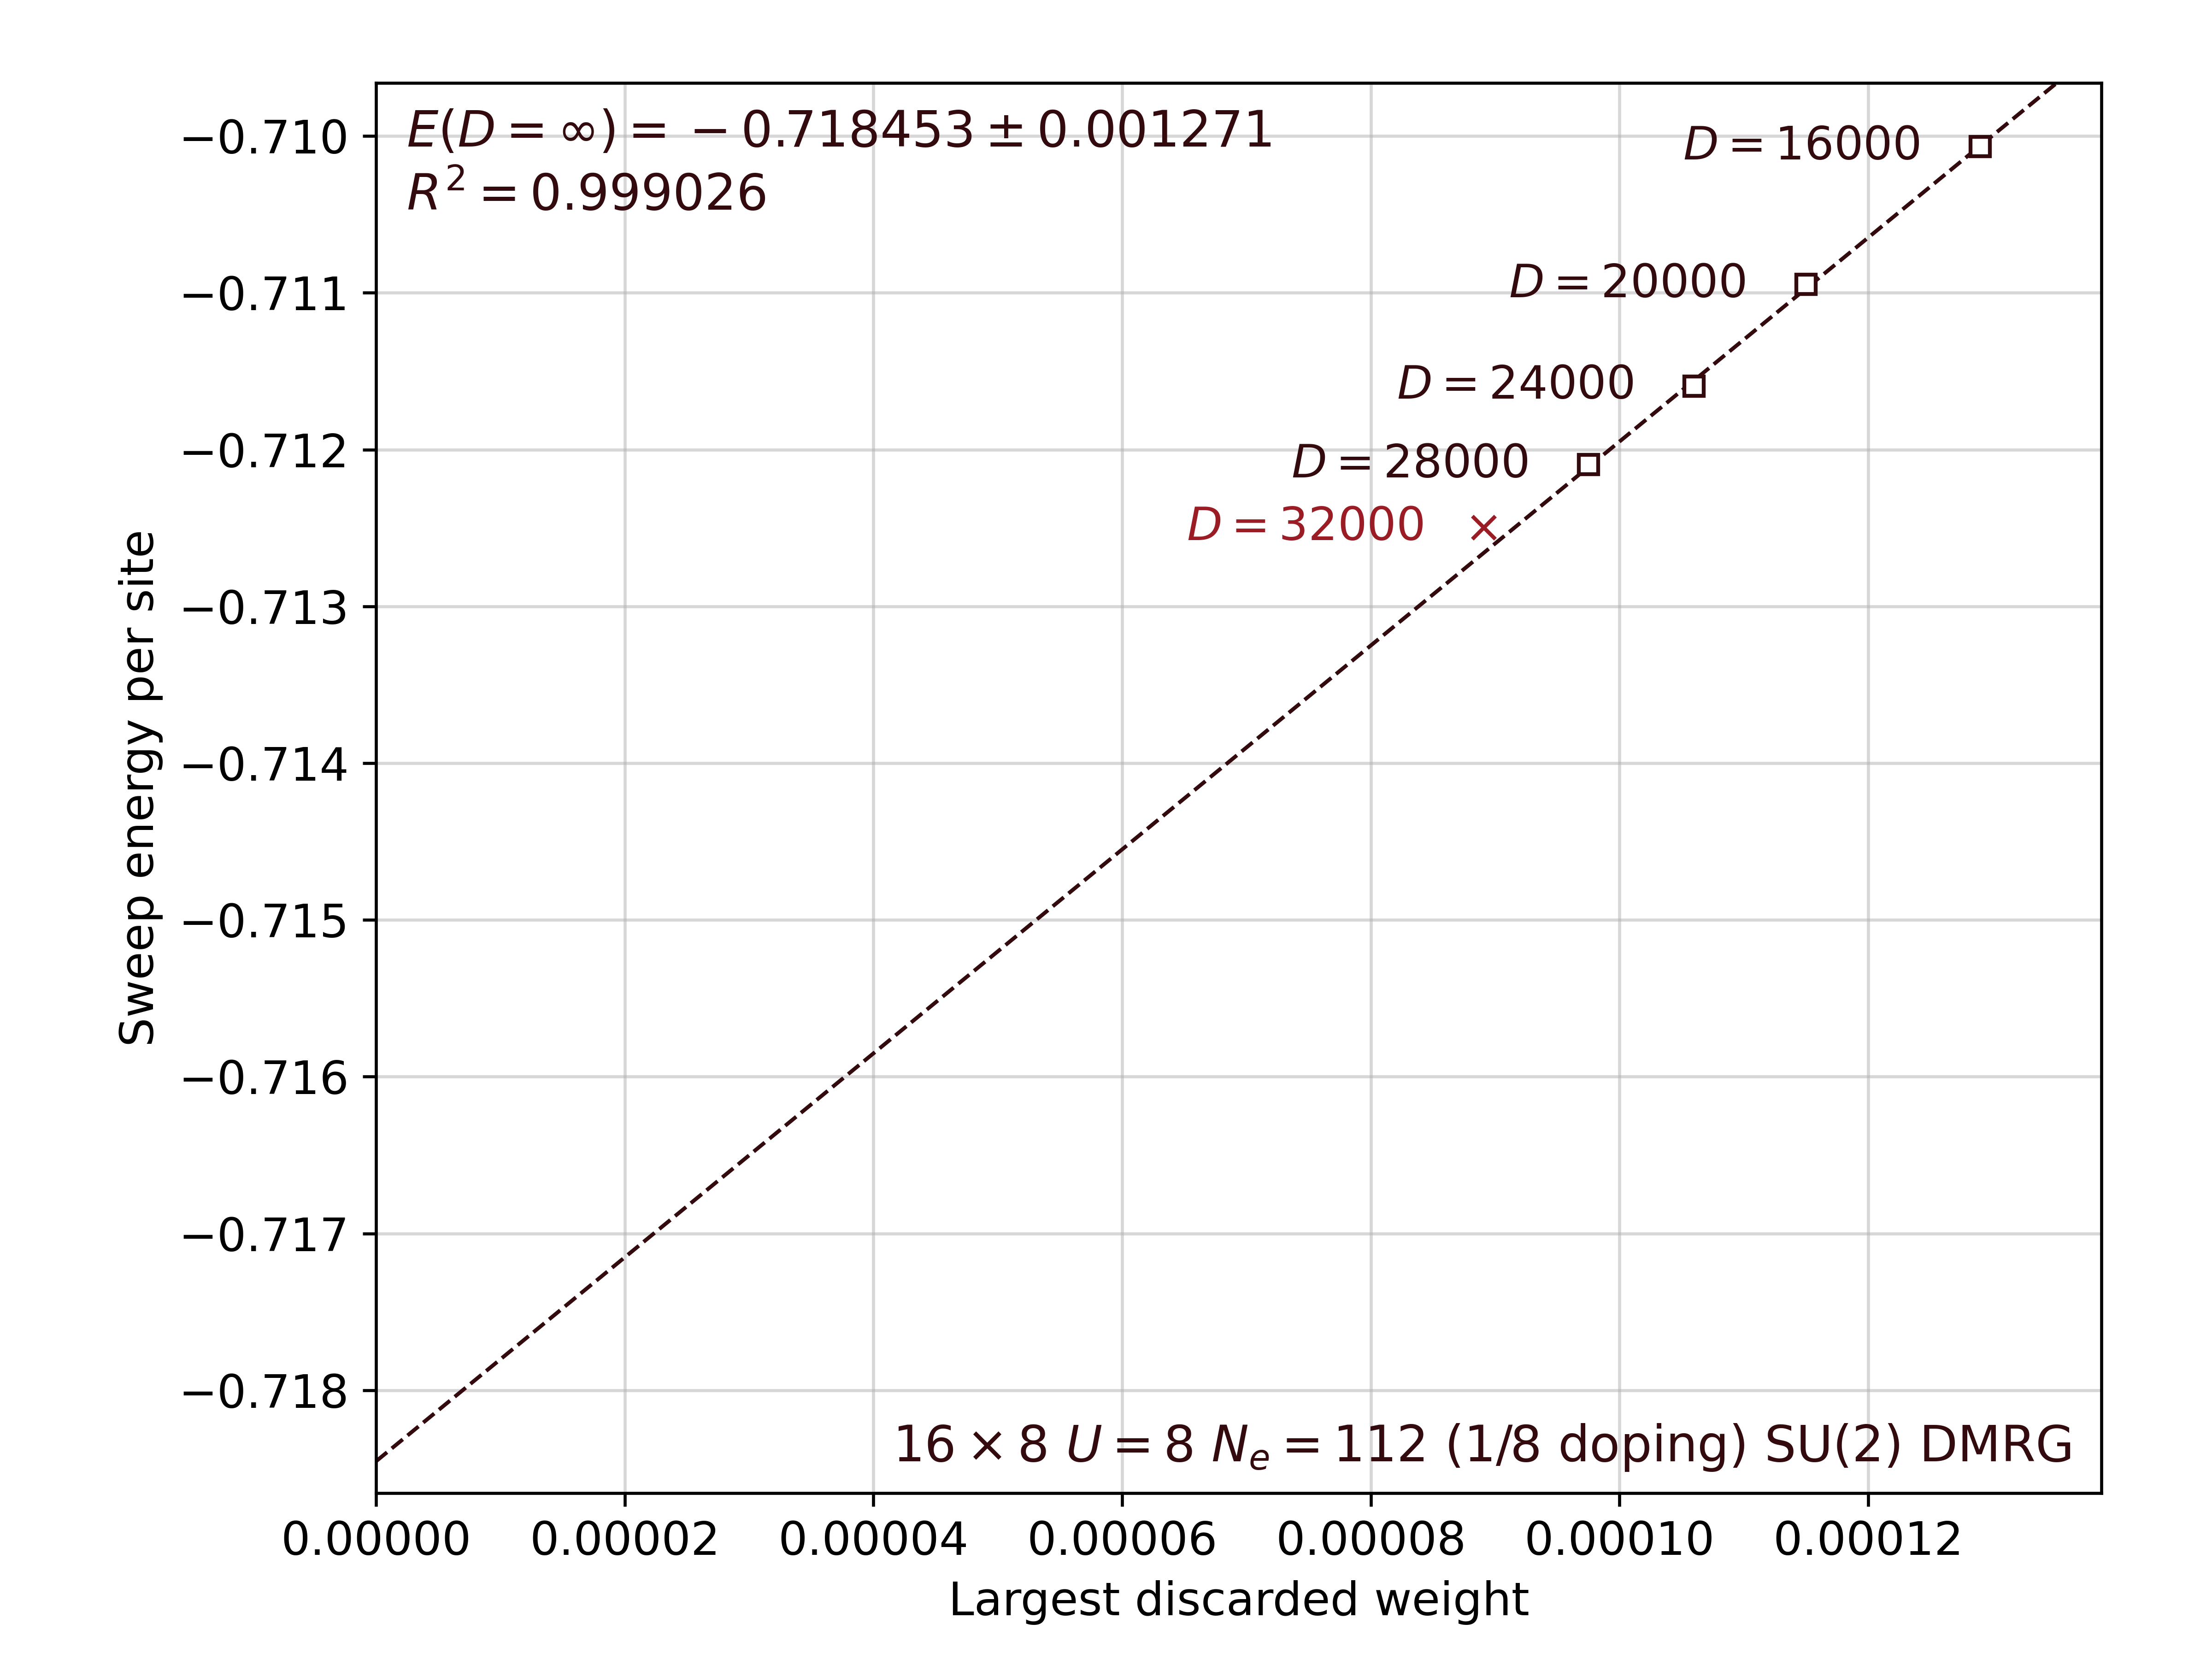 E(D = ∞) = − 0.718453 ± 0.001271
R² = 0.999026
D = 16000
D = 20000
D = 24000
D = 28000
D = 32000
16 × 8 U = 8 Nₑ = 112 (1/8 doping) SU(2) DMRG
−0.710
−0.711
−0.712
−0.713
−0.714
−0.715
−0.716
−0.717
−0.718
Sweep energy per site
0.00000 0.00002 0.00004 0.00006 0.00008 0.00010 0.00012
Largest discarded weight